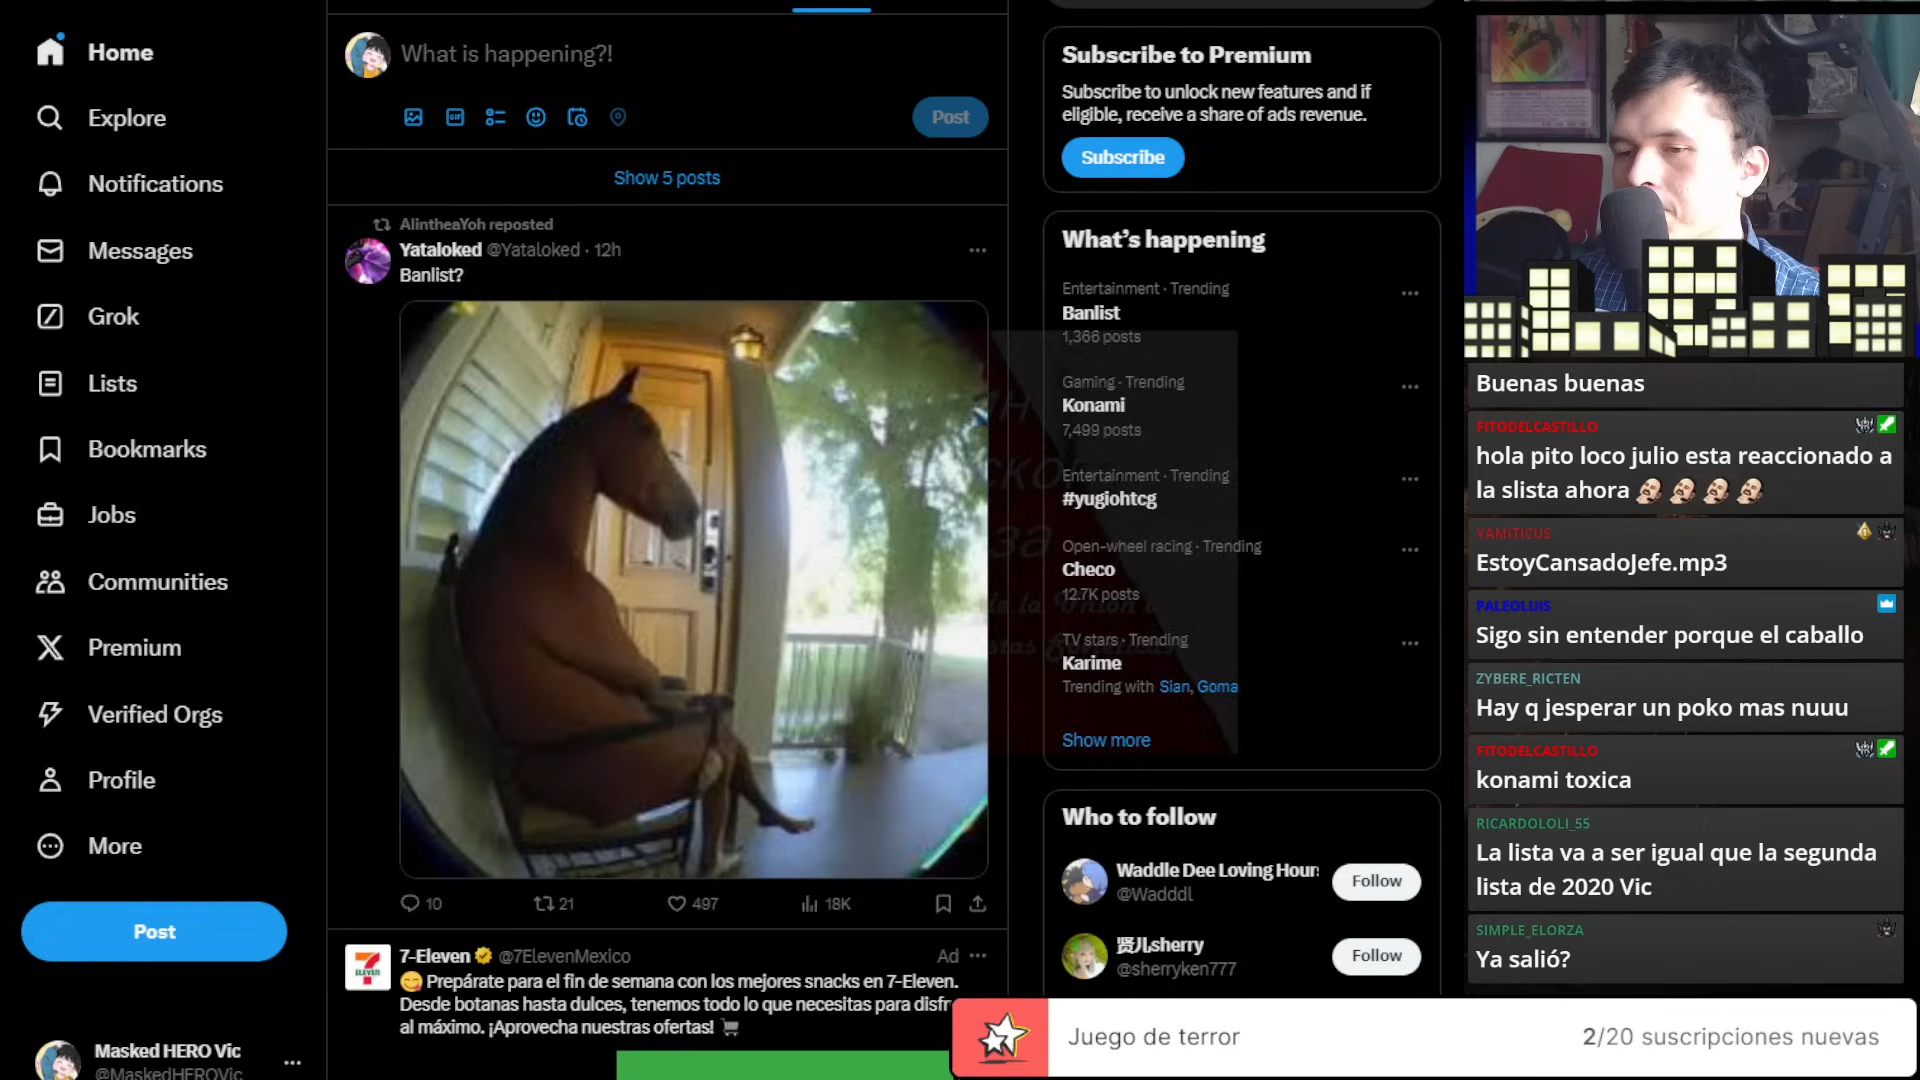 Home
Explore
Notifications
Messages
Grok
Lists
Bookmarks
Jobs
Communities
Premium
Verified Orgs
Profile
More
Post
Masked HERO Vic
@MaskedHEROVic
What is happening?!
Post
Show 5 posts
AlintheaYoh reposted
Yataloked @Yataloked · 12h
Banlist?
10
21
497
18K
7-Eleven @7ElevenMexico
Ad
Prepárate para el fin de semana con los mejores snacks en 7-Eleven.
Desde botanas hasta dulces, tenemos todo lo que necesitas para disfr
al máximo. ¡Aprovecha nuestras ofertas!
Subscribe to Premium
Subscribe to unlock new features and if
eligible, receive a share of ads revenue.
Subscribe
What's happening
Entertainment · Trending
Banlist
1,366 posts
Gaming · Trending
Konami
7,499 posts
Entertainment · Trending
#yugiohtcg
Open-wheel racing · Trending
Checo
12.7K posts
TV stars · Trending
Karime
Trending with Sian, Goma
Show more
Who to follow
Waddle Dee Loving Hour
@Wadddl
Follow
贤儿sherry
@sherryken777
Follow
Buenas buenas
FITODELCASTILLO
hola pito loco julio esta reaccionado a
la slista ahora
YAMITICUS
EstoyCansadoJefe.mp3
PALEOLUIS
Sigo sin entender porque el caballo
ZYBERE_RICTEN
Hay q jesperar un poko mas nuuu
FITODELCASTILLO
konami toxica
RICARDOLOLI_55
La lista va a ser igual que la segunda
lista de 2020 Vic
SIMPLE_ELORZA
Ya salió?
Juego de terror
2/20 suscripciones nuevas